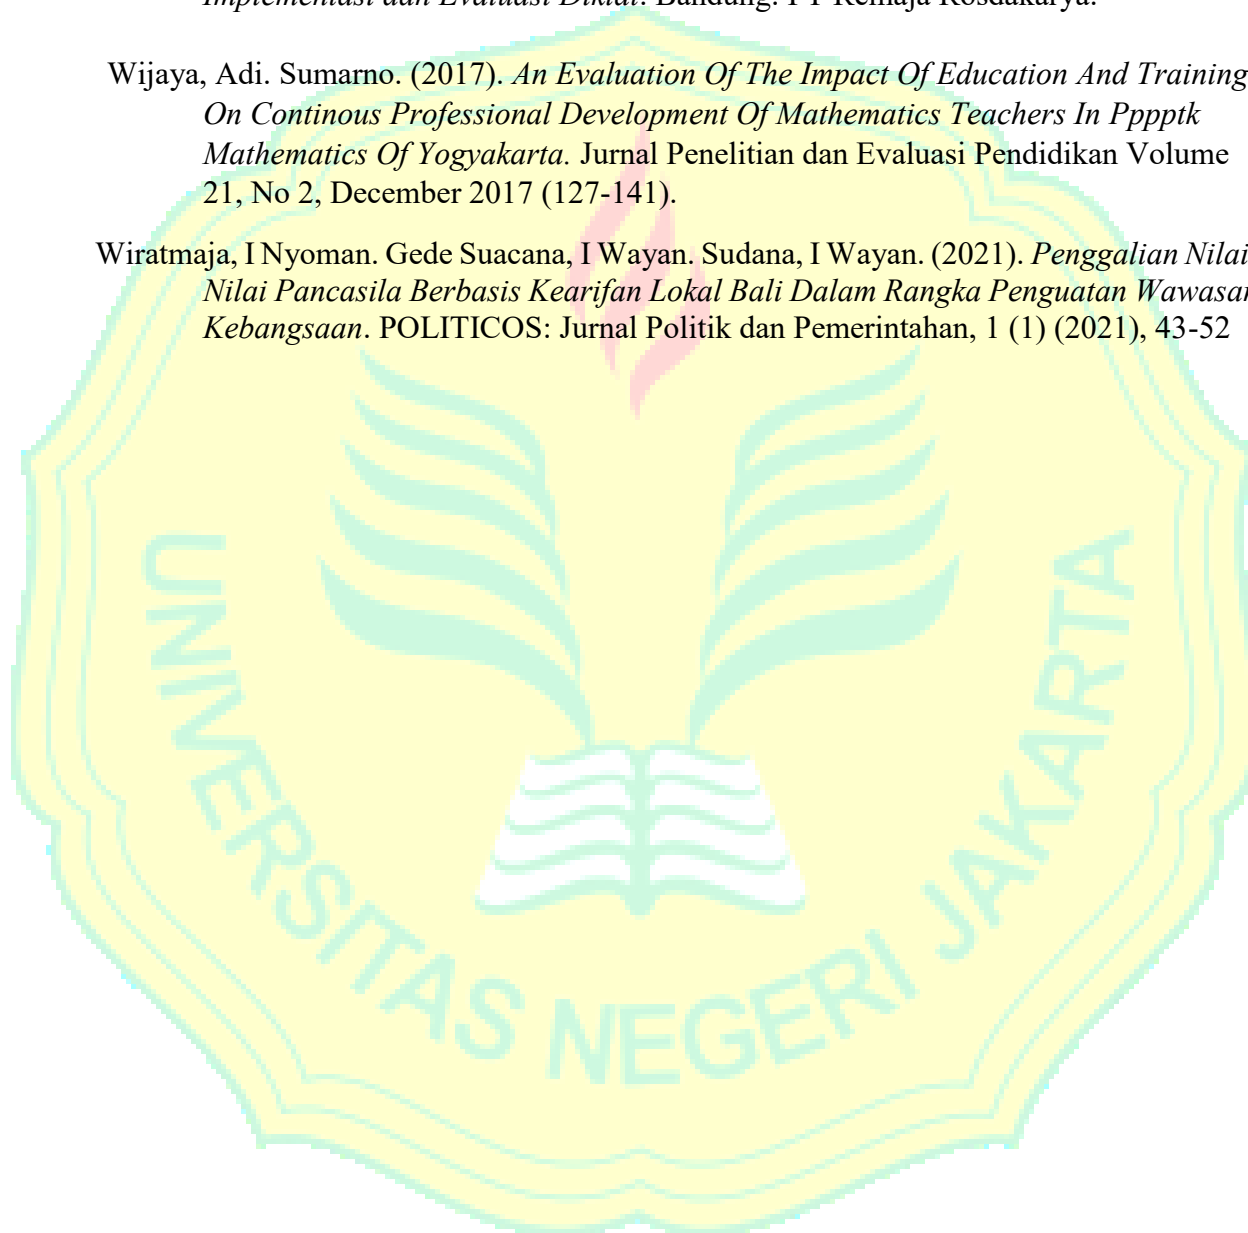 Implementasi dan Evaluasi Diklat. Bandung: PT Remaja Rosdakarya.
Wijaya, Adi. Sumarno. (2017). An Evaluation Of The Impact Of Education And Training
On Continous Professional Development Of Mathematics Teachers In Pppptk
Mathematics Of Yogyakarta. Jurnal Penelitian dan Evaluasi Pendidikan Volume
21, No 2, December 2017 (127-141).
Wiratmaja, I Nyoman. Gede Suacana, I Wayan. Sudana, I Wayan. (2021). Penggalian Nilai
Nilai Pancasila Berbasis Kearifan Lokal Bali Dalam Rangka Penguatan Wawasan
Kebangsaan. POLITICOS: Jurnal Politik dan Pemerintahan, 1 (1) (2021), 43-52
UNIVERSITAS NEGERI JAKARTA